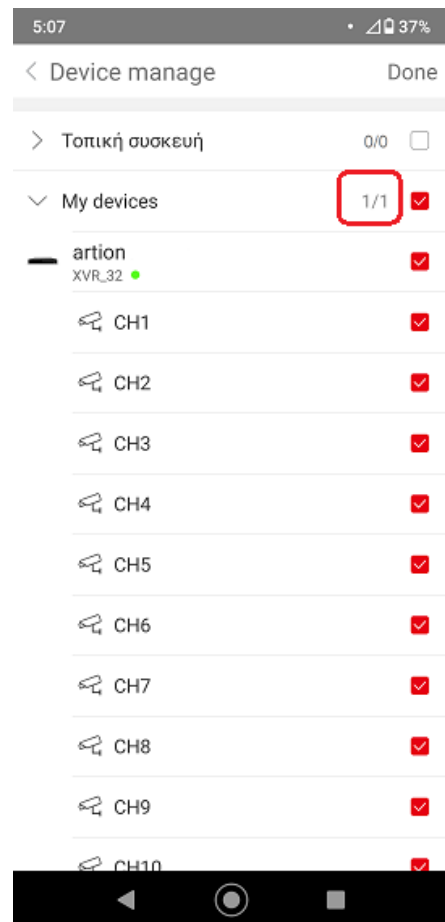 5:07 37%
Device manage Done
Τοπική συσκευή 0/0
My devices 1/1
artion
XVR_32
CH1
CH2
CH3
CH4
CH5
CH6
CH7
CH8
CH9
CH10